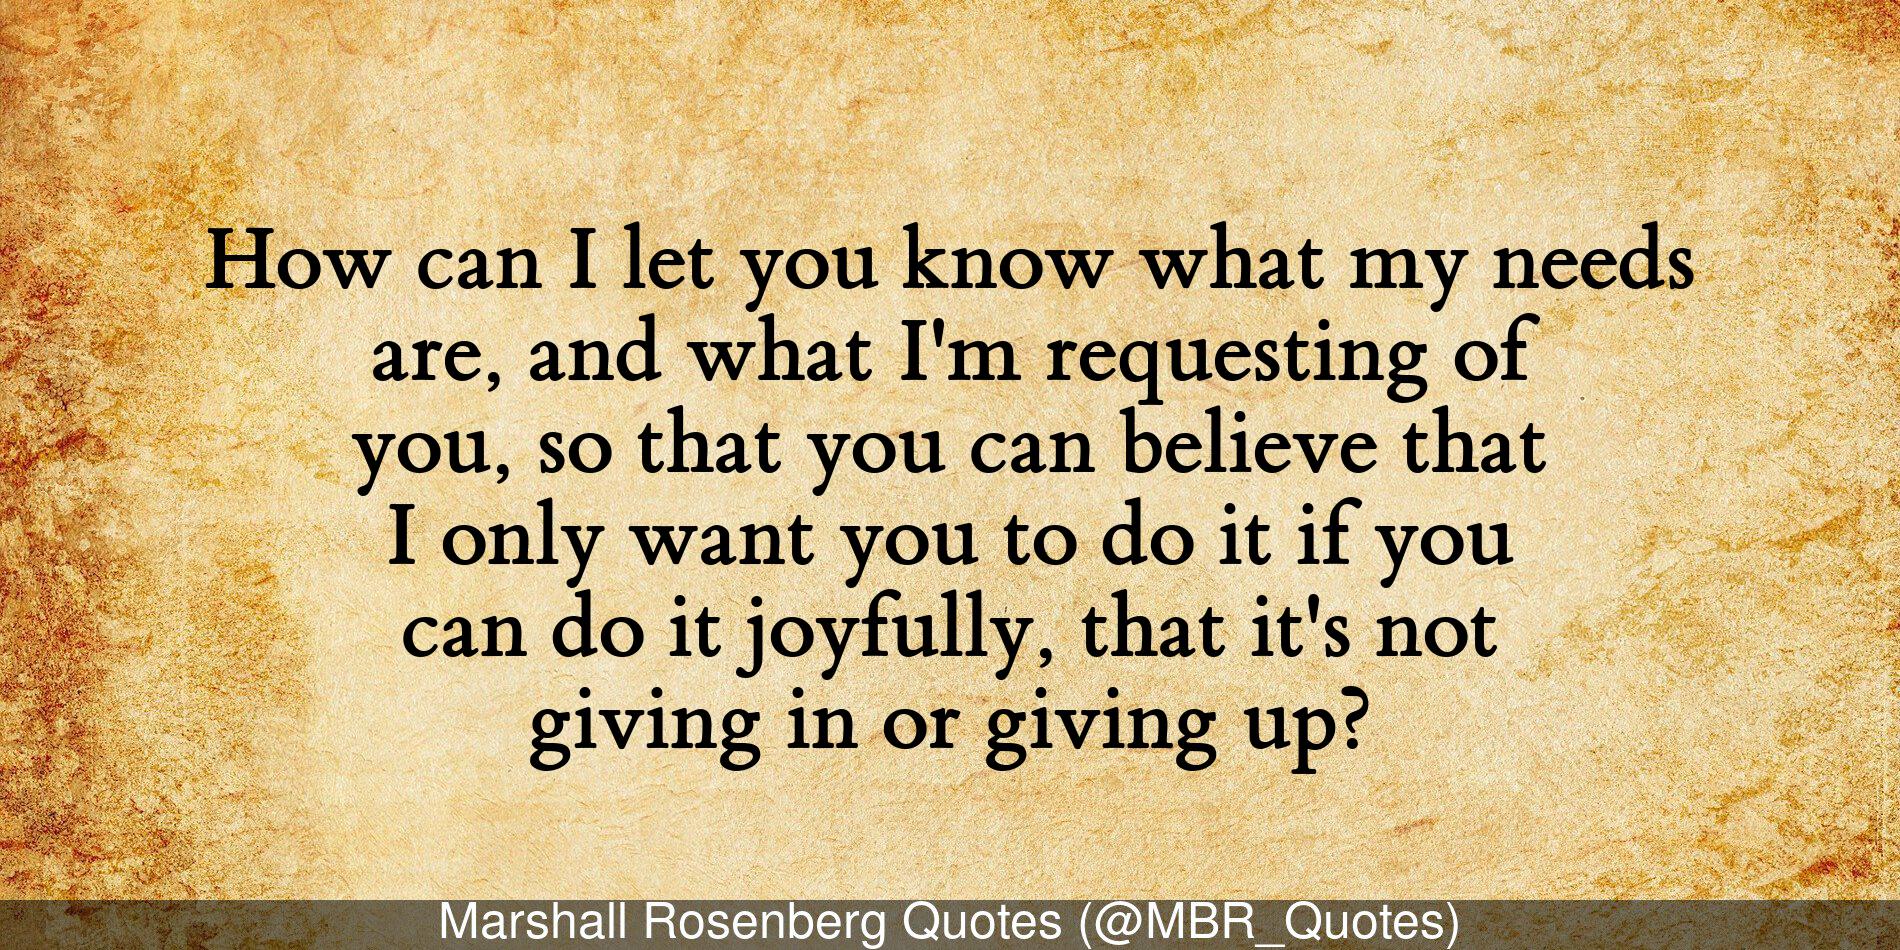 How can I let you know what my needs
are, and what I'm requesting of
you, so that you can believe that
I only want you to do it if you
can do it joyfully, that it's not
giving in or giving up?
Marshall Rosenberg Quotes (@MBR_Quotes)